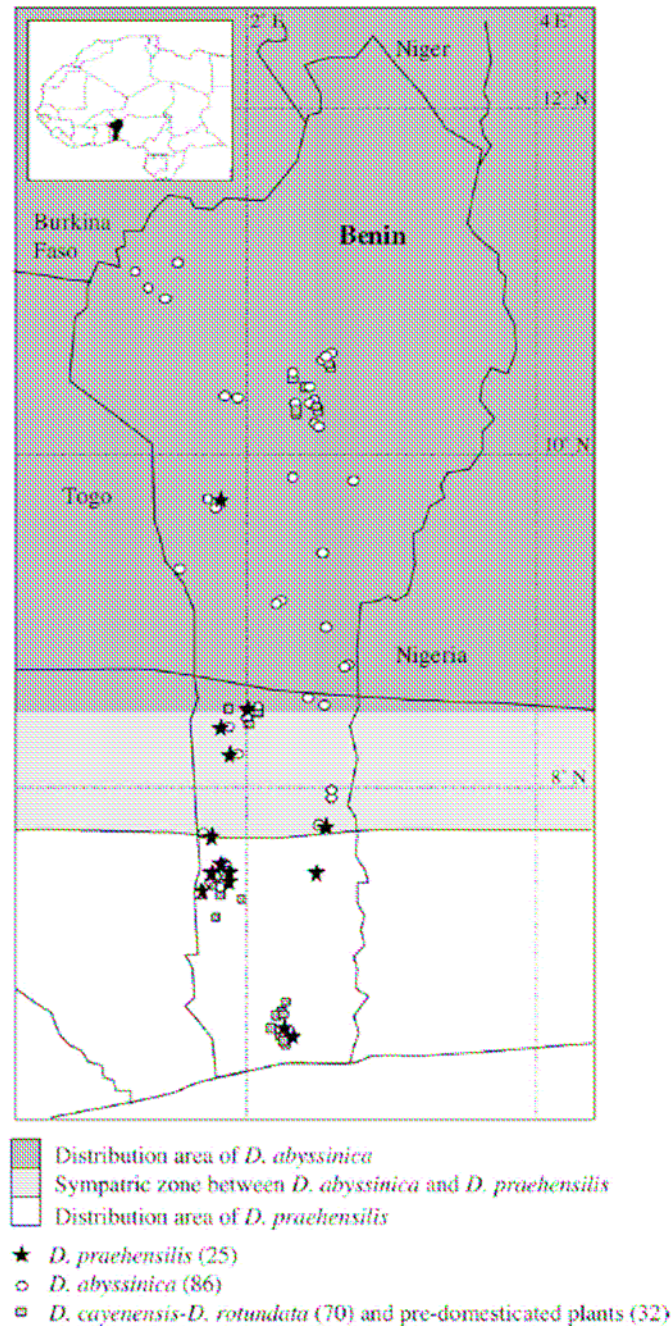 2° E
4 E°
Niger
12° N
Burkina
Faso
Benin
10° N
Togo
Nigeria
8° N
Distribution area of D. abyssinica
Sympatric zone between D. abyssinica and D. praehensilis
Distribution area of D. praehensilis
D. praehensilis (25)
D. abyssinica (86)
D. cayenensis-D. rotundata (70) and pre-domesticated plants (32)